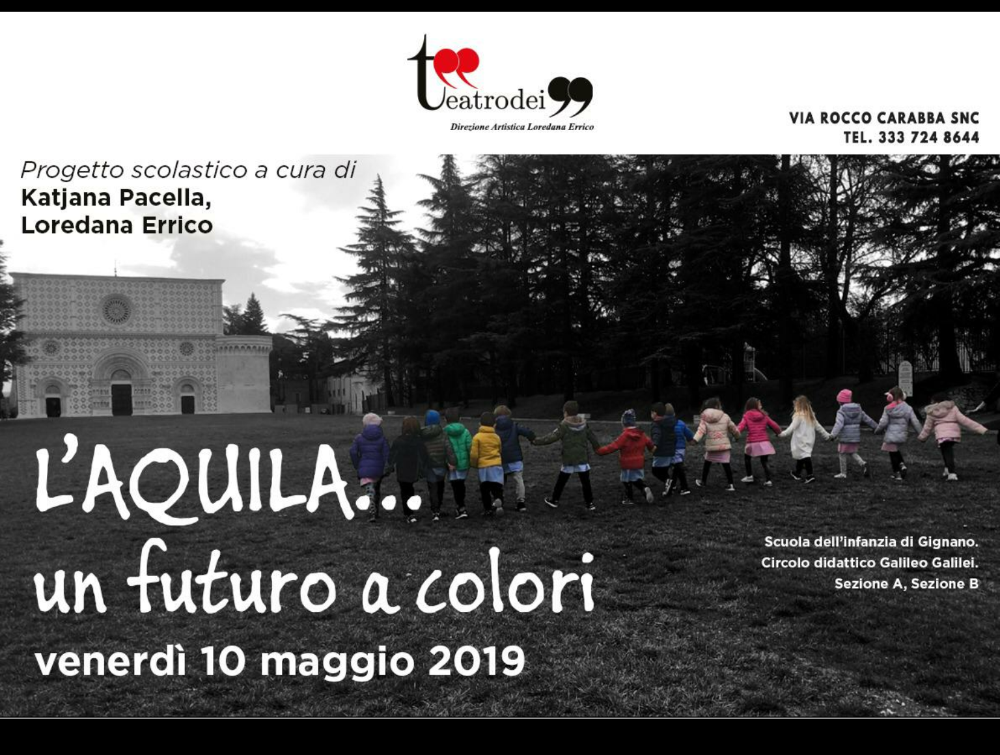 teatrodei99
Direzione Artistica Loredana Errico
VIA ROCCO CARABBA SNC
TEL. 333 724 8644
Progetto scolastico a cura di
Katjana Pacella,
Loredana Errico
L'AQUILA...
un futuro a colori
venerdì 10 maggio 2019
Scuola dell'infanzia di Gignano.
Circolo didattico Galileo Galilei.
Sezione A, Sezione B